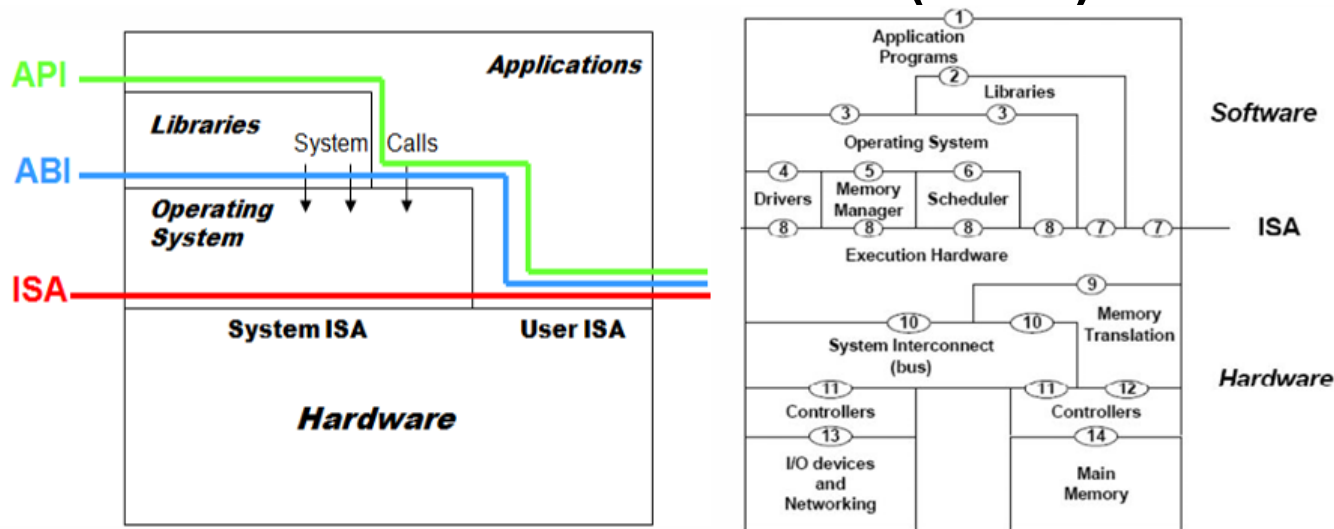 API
Applications
Libraries
System Calls
ABI
Operating
System
ISA
System ISA
User ISA
Hardware
1
Application
Programs
2
Libraries
3
3
Software
Operating System
4
5
6
Drivers
Memory
Manager
Scheduler
8
8
8
8
7
7
ISA
Execution Hardware
9
Memory
Translation
10
10
System Interconnect
(bus)
Hardware
11
11
12
Controllers
Controllers
13
14
I/O devices
and
Networking
Main
Memory